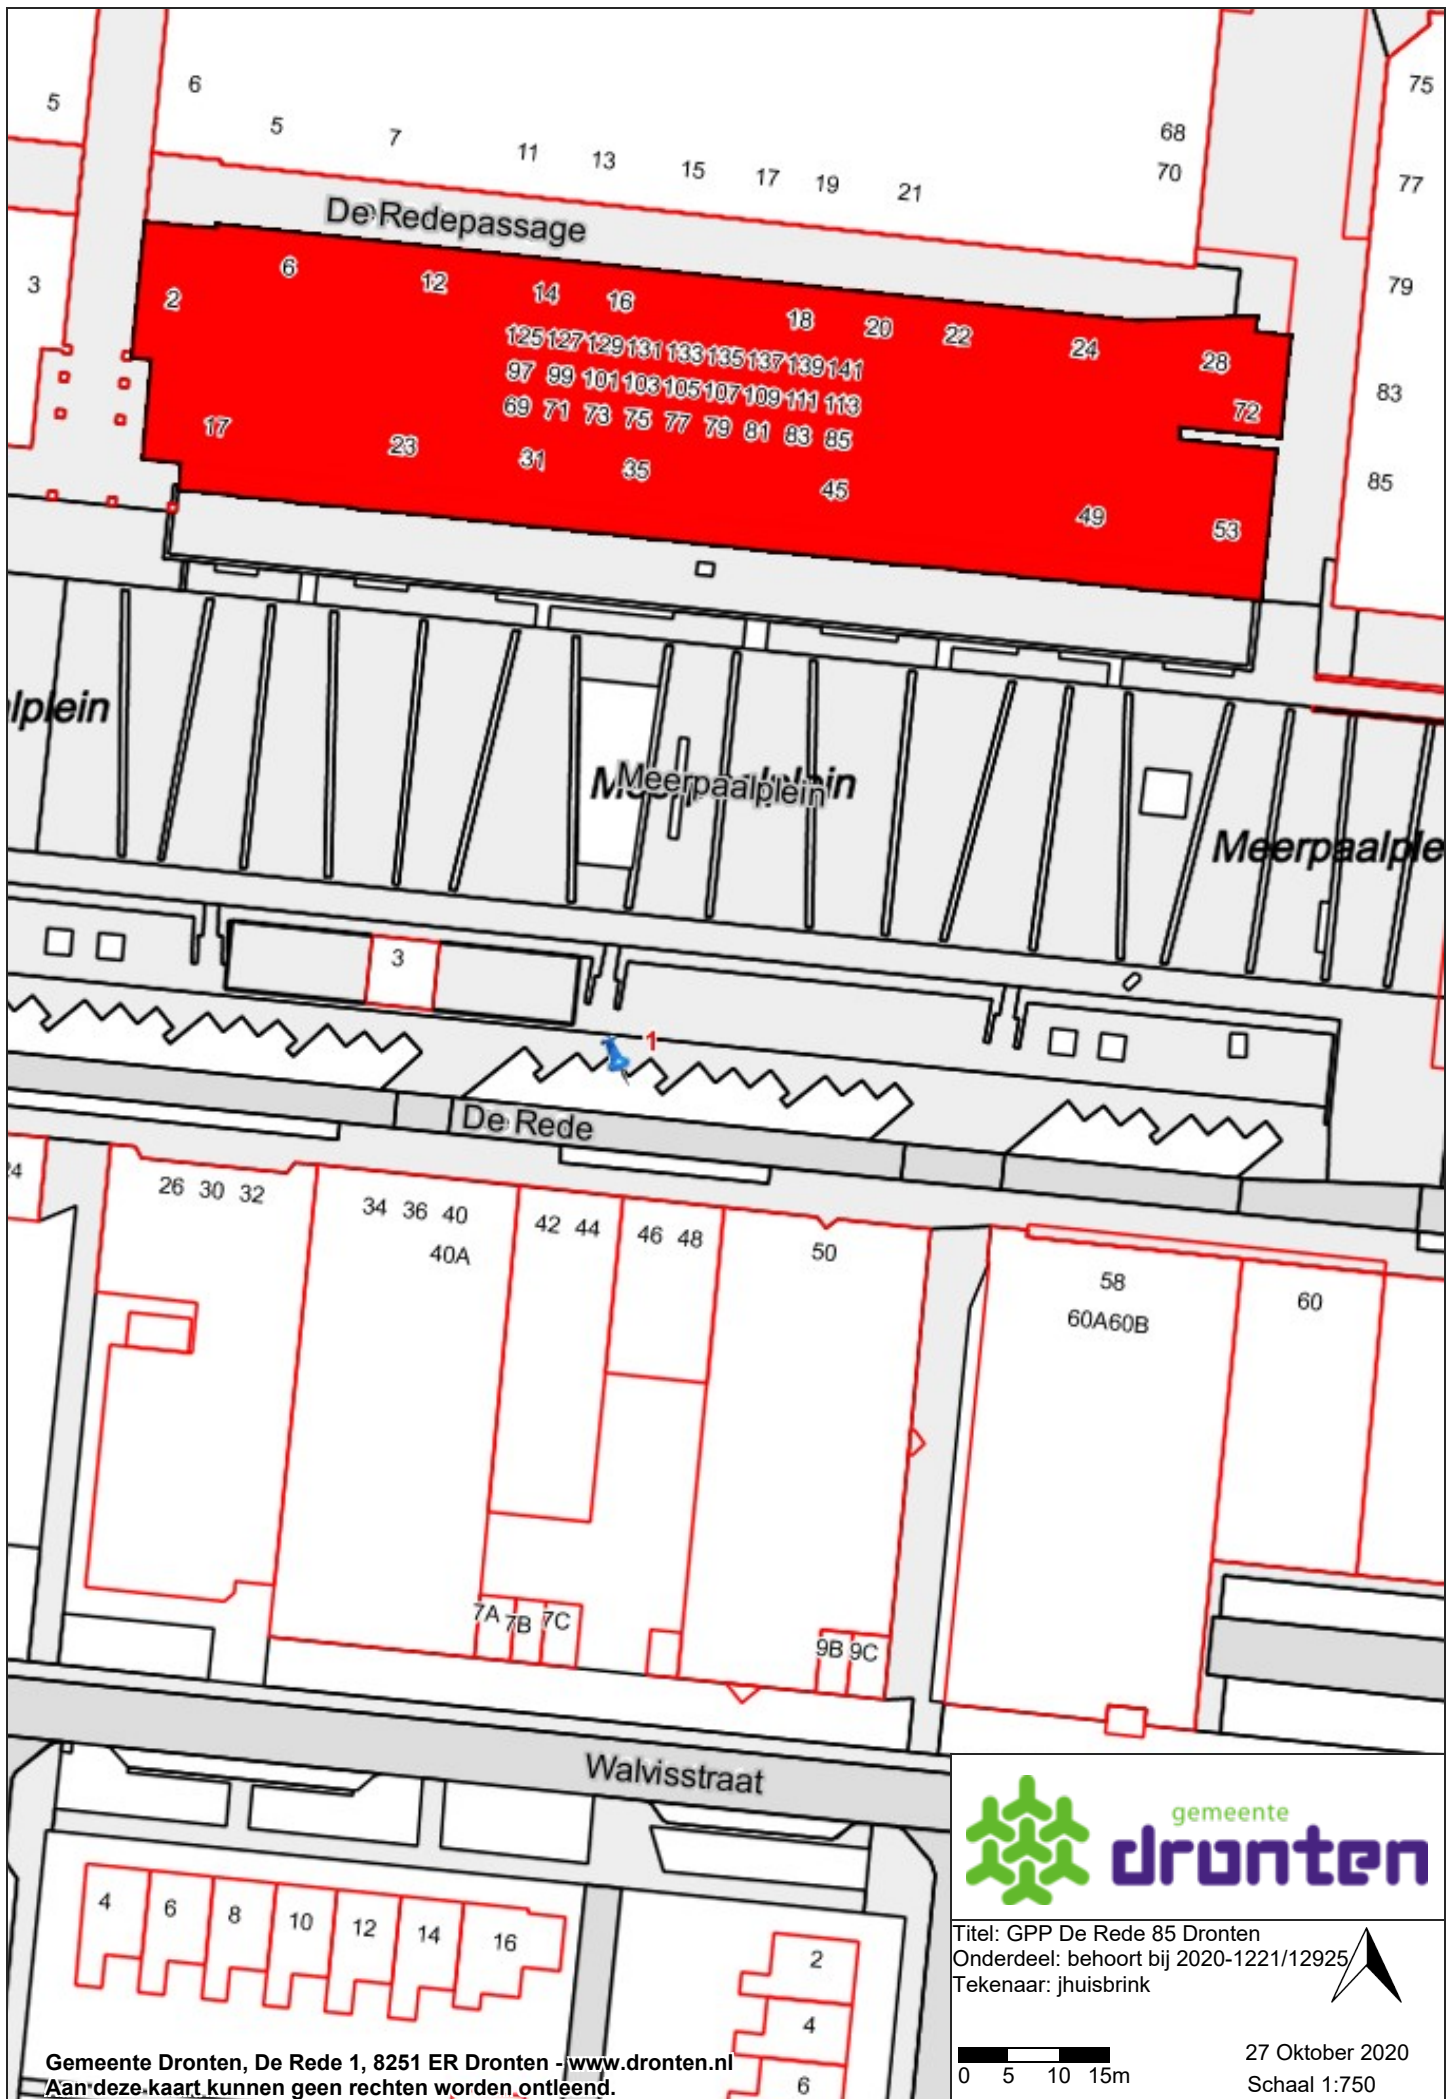 6
5
75
5
7
11
13
15
17
19
21
68
70
77
De Redepassage
3
79
2
6
12
14
16
18
20
22
24
28
125 127 129 131 133 135 137 139 141
97 99 101 103 105 107 109 111 113
69 71 73 75 77 79 81 83 85
72
83
17
23
31
35
45
49
53
85
lplein
Meerpaalplein
Meerpaalplein
Meerpaalple
3
1
De Rede
24
26 30 32
34 36 40
40A
42 44
46 48
50
58
60A 60B
60
7A 7B 7C
9B 9C
Walvisstraat
4
6
8
10
12
14
16
2
4
6
gemeente
dronten
Titel: GPP De Rede 85 Dronten
Onderdeel: behoort bij 2020-1221/12925
Tekenaar: jhuisbrink
0 5 10 15m
27 Oktober 2020
Schaal 1:750
Gemeente Dronten, De Rede 1, 8251 ER Dronten - www.dronten.nl
Aan deze kaart kunnen geen rechten worden ontleend.